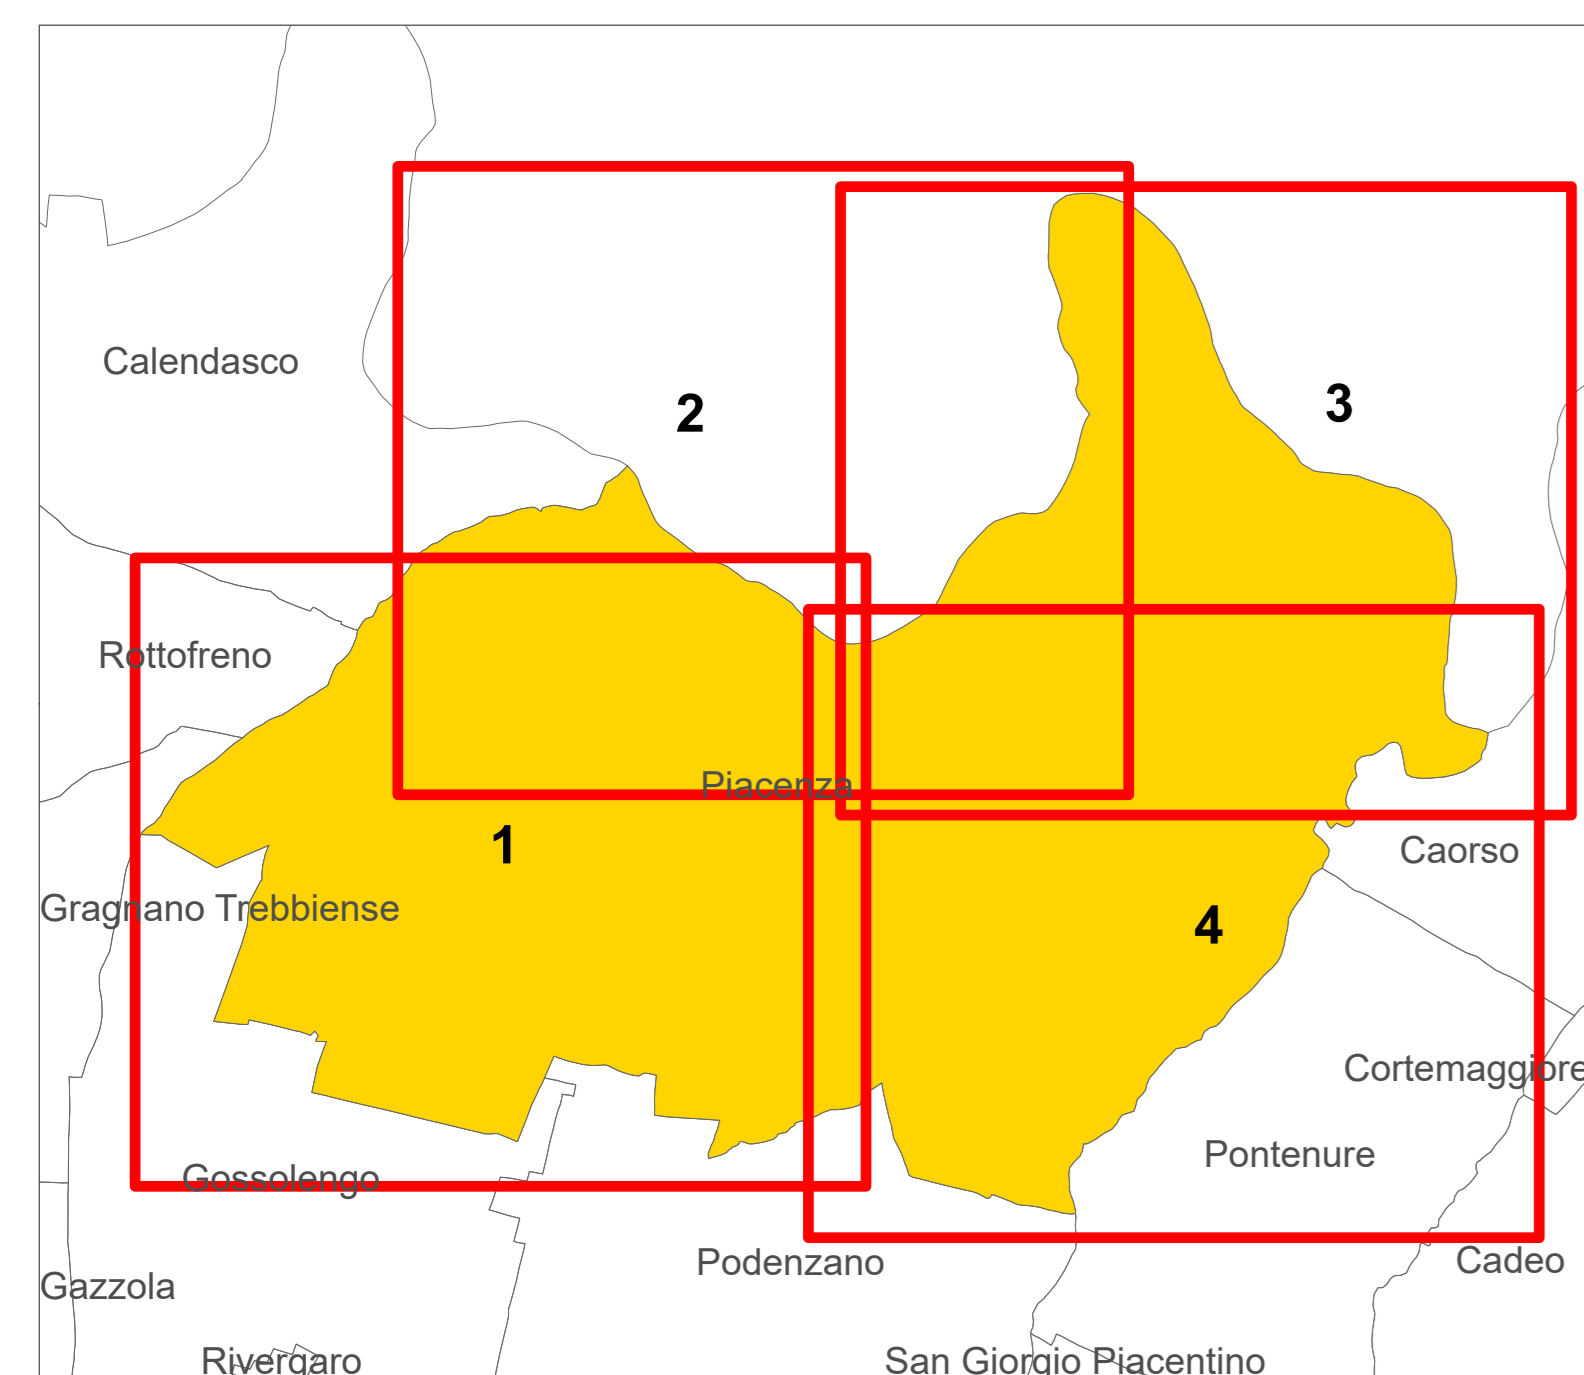 Calendasco
2
3
Rottofreno
Piacenza
1
Caorso
Gragnano Trebbiense
4
Cortemaggiore
Pontenure
Gossolengo
Podenzano
Cadeo
Gazzola
Rivergaro
San Giorgio Piacentino